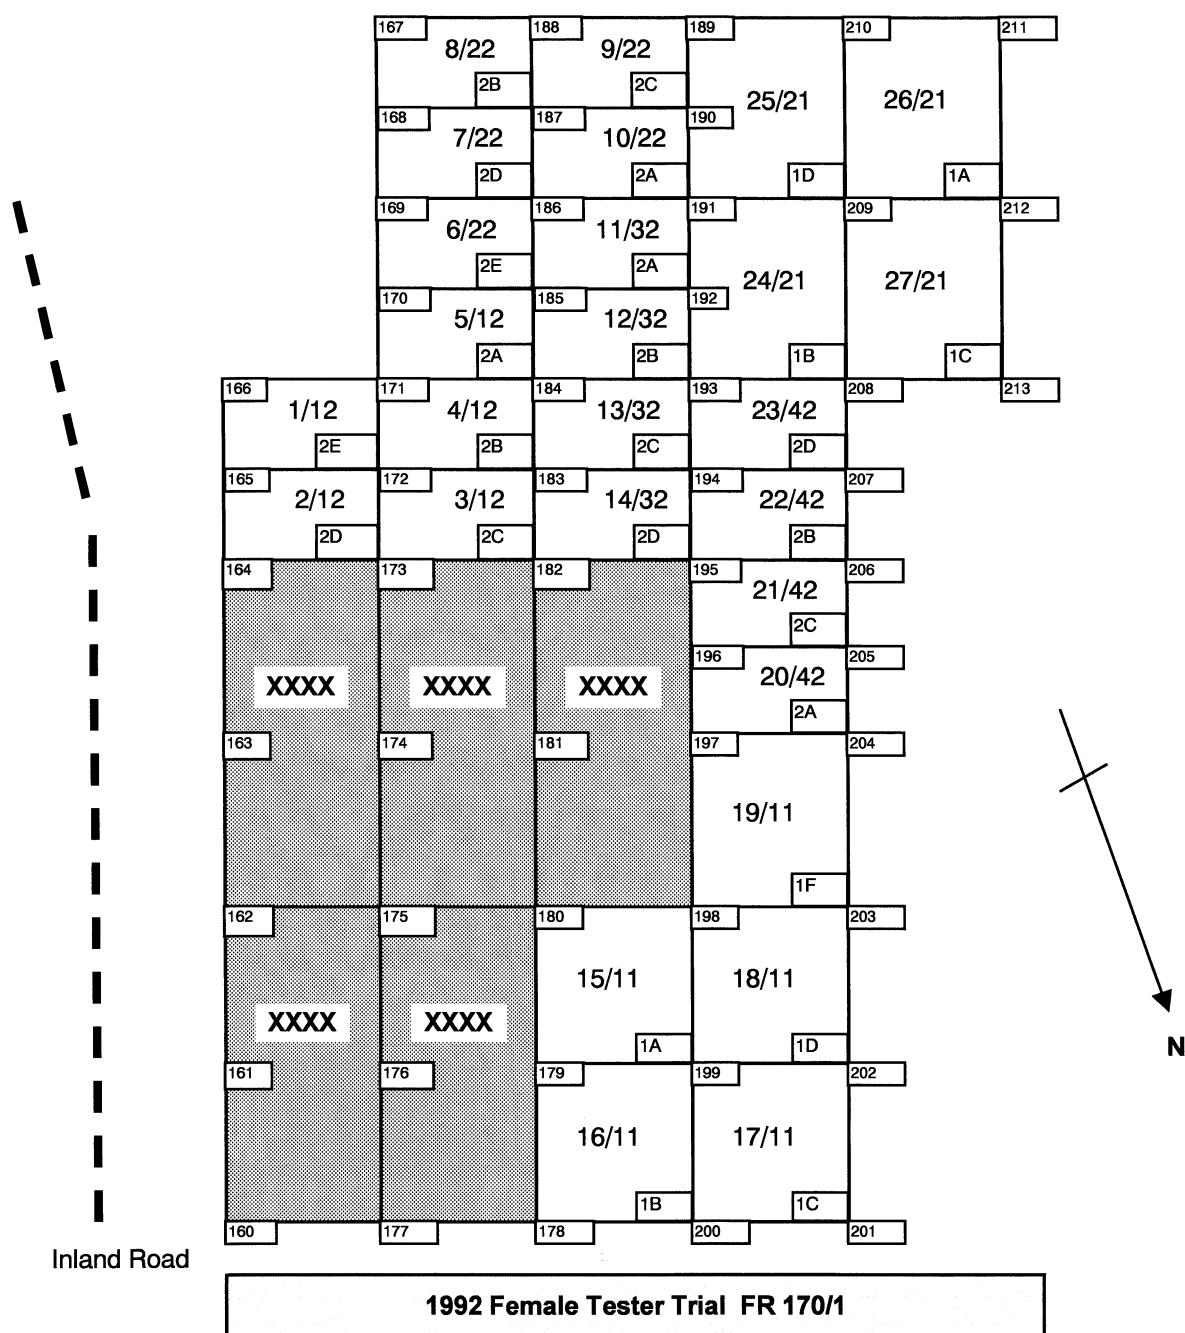 167 188 189 210 211
8/22 9/22
2B 2C
25/21 26/21
168 187 190
7/22 10/22
2D 2A 1D 1A
169 186 191 209 212
6/22 11/32
2E 2A
24/21 27/21
170 185 192
5/12 12/32
2A 2B 1B 1C
166 171 184 193 208 213
1/12 4/12 13/32 23/42
2E 2B 2C 2D
165 172 183 194 207
2/12 3/12 14/32 22/42
2D 2C 2D 2B
164 173 182 195 206
21/42
2C
196 205
XXXX XXXX XXXX 20/42
2A
163 174 181 197 204
19/11
1F
162 175 180 198 203
15/11 18/11
XXXX XXXX
1A 1D
161 176 179 199 202
16/11 17/11
1B 1C
160 177 178 200 201
N
Inland Road
1992 Female Tester Trial FR 170/1